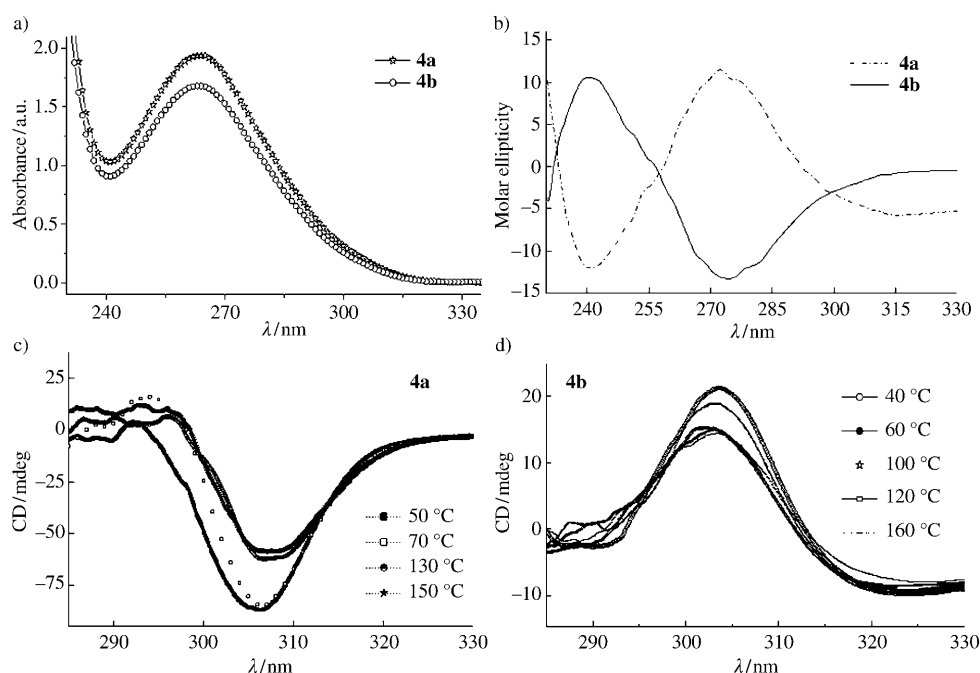 a)
2.0
1.5
1.0
0.5
0.0
Absorbance/a.u.
4a
4b
240
270
300
330
λ/nm
b)
15
10
5
0
−5
−10
−15
Molar ellipticity
4a
4b
240
255
270
285
300
315
330
λ/nm
c)
25
0
−25
−50
−75
CD/mdeg
4a
50 °C
70 °C
130 °C
150 °C
290
300
310
320
330
λ/nm
d)
20
10
0
−10
CD/mdeg
4b
40 °C
60 °C
100 °C
120 °C
160 °C
290
300
310
320
330
λ/nm